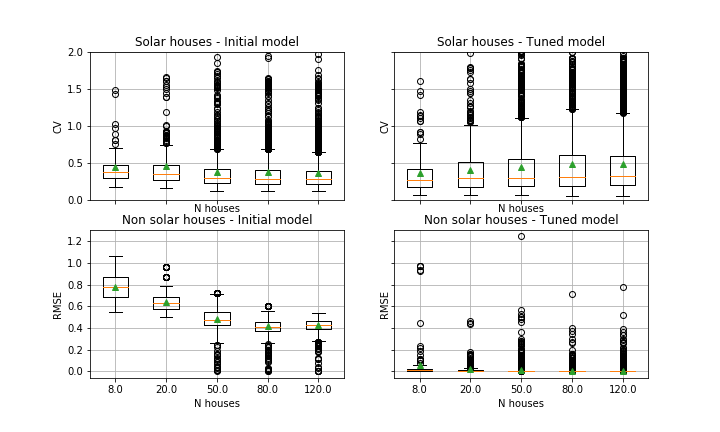 Solar houses - Initial model
Solar houses - Tuned model
2.0
1.5
1.0
0.5
0.0
CV
CV
N houses
N houses
Non solar houses - Initial model
Non solar houses - Tuned model
1.2
1.0
0.8
0.6
0.4
0.2
0.0
RMSE
RMSE
8.0 20.0 50.0 80.0 120.0
8.0 20.0 50.0 80.0 120.0
N houses
N houses